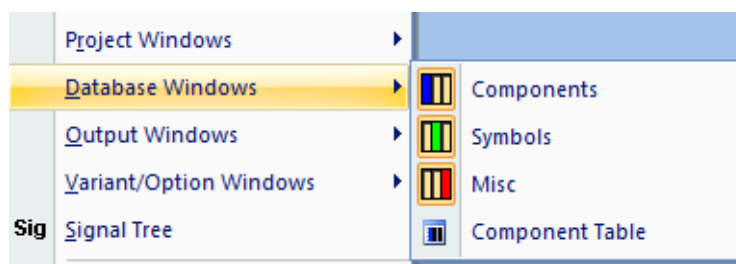 Project Windows
Database Windows
Components
Output Windows
Symbols
Variant/Option Windows
Misc
Sig Signal Tree
Component Table